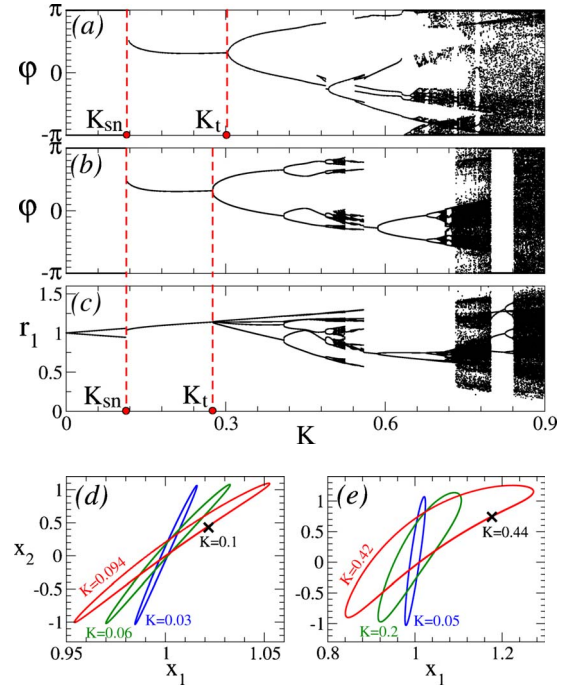 π
(a)
φ
0
K_sn
K_t
-π
π
(b)
φ
0
-π
1.5
(c)
r_1
1
0.5
K_sn
K_t
0
0
0.3
0.6
0.9
K
(d)
1
0.5
x_2
0
-0.5
-1
K=0.1
K=0.094
K=0.06
K=0.03
0.95
1
1.05
x_1
(e)
1
0.5
0
-0.5
-1
K=0.44
K=0.42
K=0.2
K=0.05
0.8
1
1.2
x_1